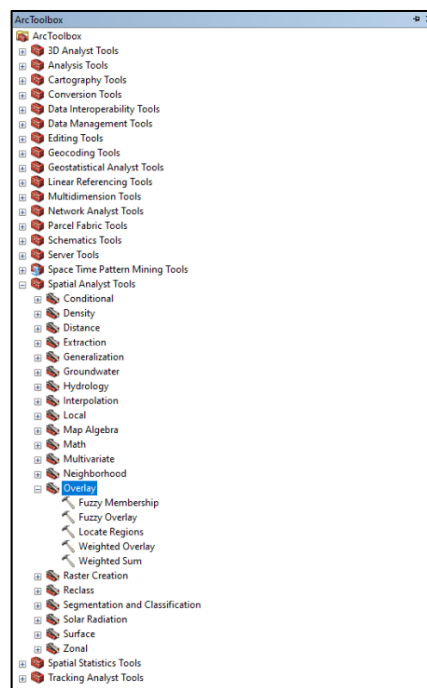 ArcToolbox
ArcToolbox
3D Analyst Tools
Analysis Tools
Cartography Tools
Conversion Tools
Data Interoperability Tools
Data Management Tools
Editing Tools
Geocoding Tools
Geostatistical Analyst Tools
Linear Referencing Tools
Multidimension Tools
Network Analyst Tools
Parcel Fabric Tools
Schematics Tools
Server Tools
Space Time Pattern Mining Tools
Spatial Analyst Tools
Conditional
Density
Distance
Extraction
Generalization
Groundwater
Hydrology
Interpolation
Local
Map Algebra
Math
Multivariate
Neighborhood
Overlay
Fuzzy Membership
Fuzzy Overlay
Locate Regions
Weighted Overlay
Weighted Sum
Raster Creation
Reclass
Segmentation and Classification
Solar Radiation
Surface
Zonal
Spatial Statistics Tools
Tracking Analyst Tools